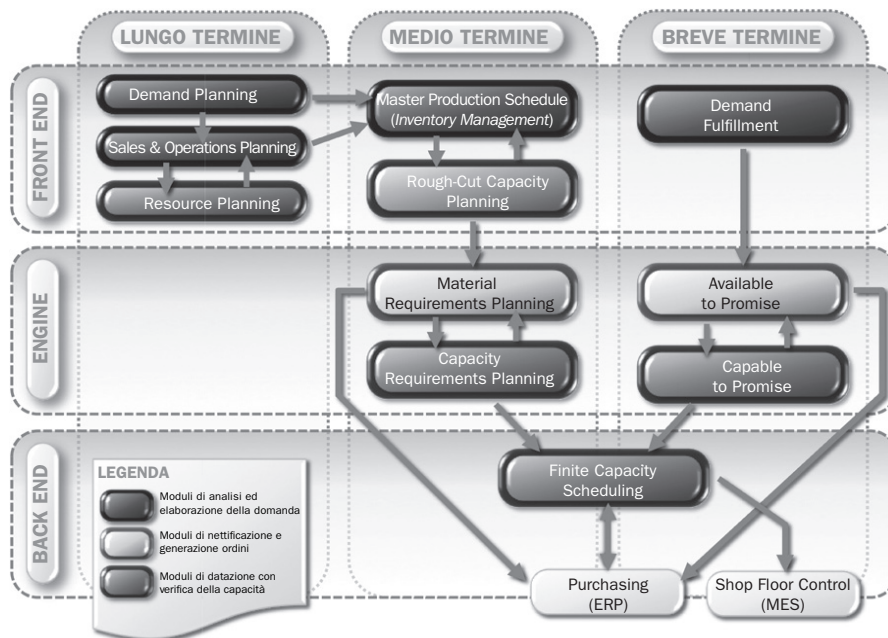 LUNGO TERMINE
MEDIO TERMINE
BREVE TERMINE
FRONT END
Demand Planning
Sales & Operations Planning
Resource Planning
Master Production Schedule
(Inventory Management)
Rough-Cut Capacity
Planning
Demand
Fulfillment
ENGINE
Material
Requirements Planning
Capacity
Requirements Planning
Available
to Promise
Capable
to Promise
BACK END
LEGENDA
Moduli di analisi ed
elaborazione della domanda
Moduli di nettificazione e
generazione ordini
Moduli di datazione con
verifica della capacità
Finite Capacity
Scheduling
Purchasing
(ERP)
Shop Floor Control
(MES)